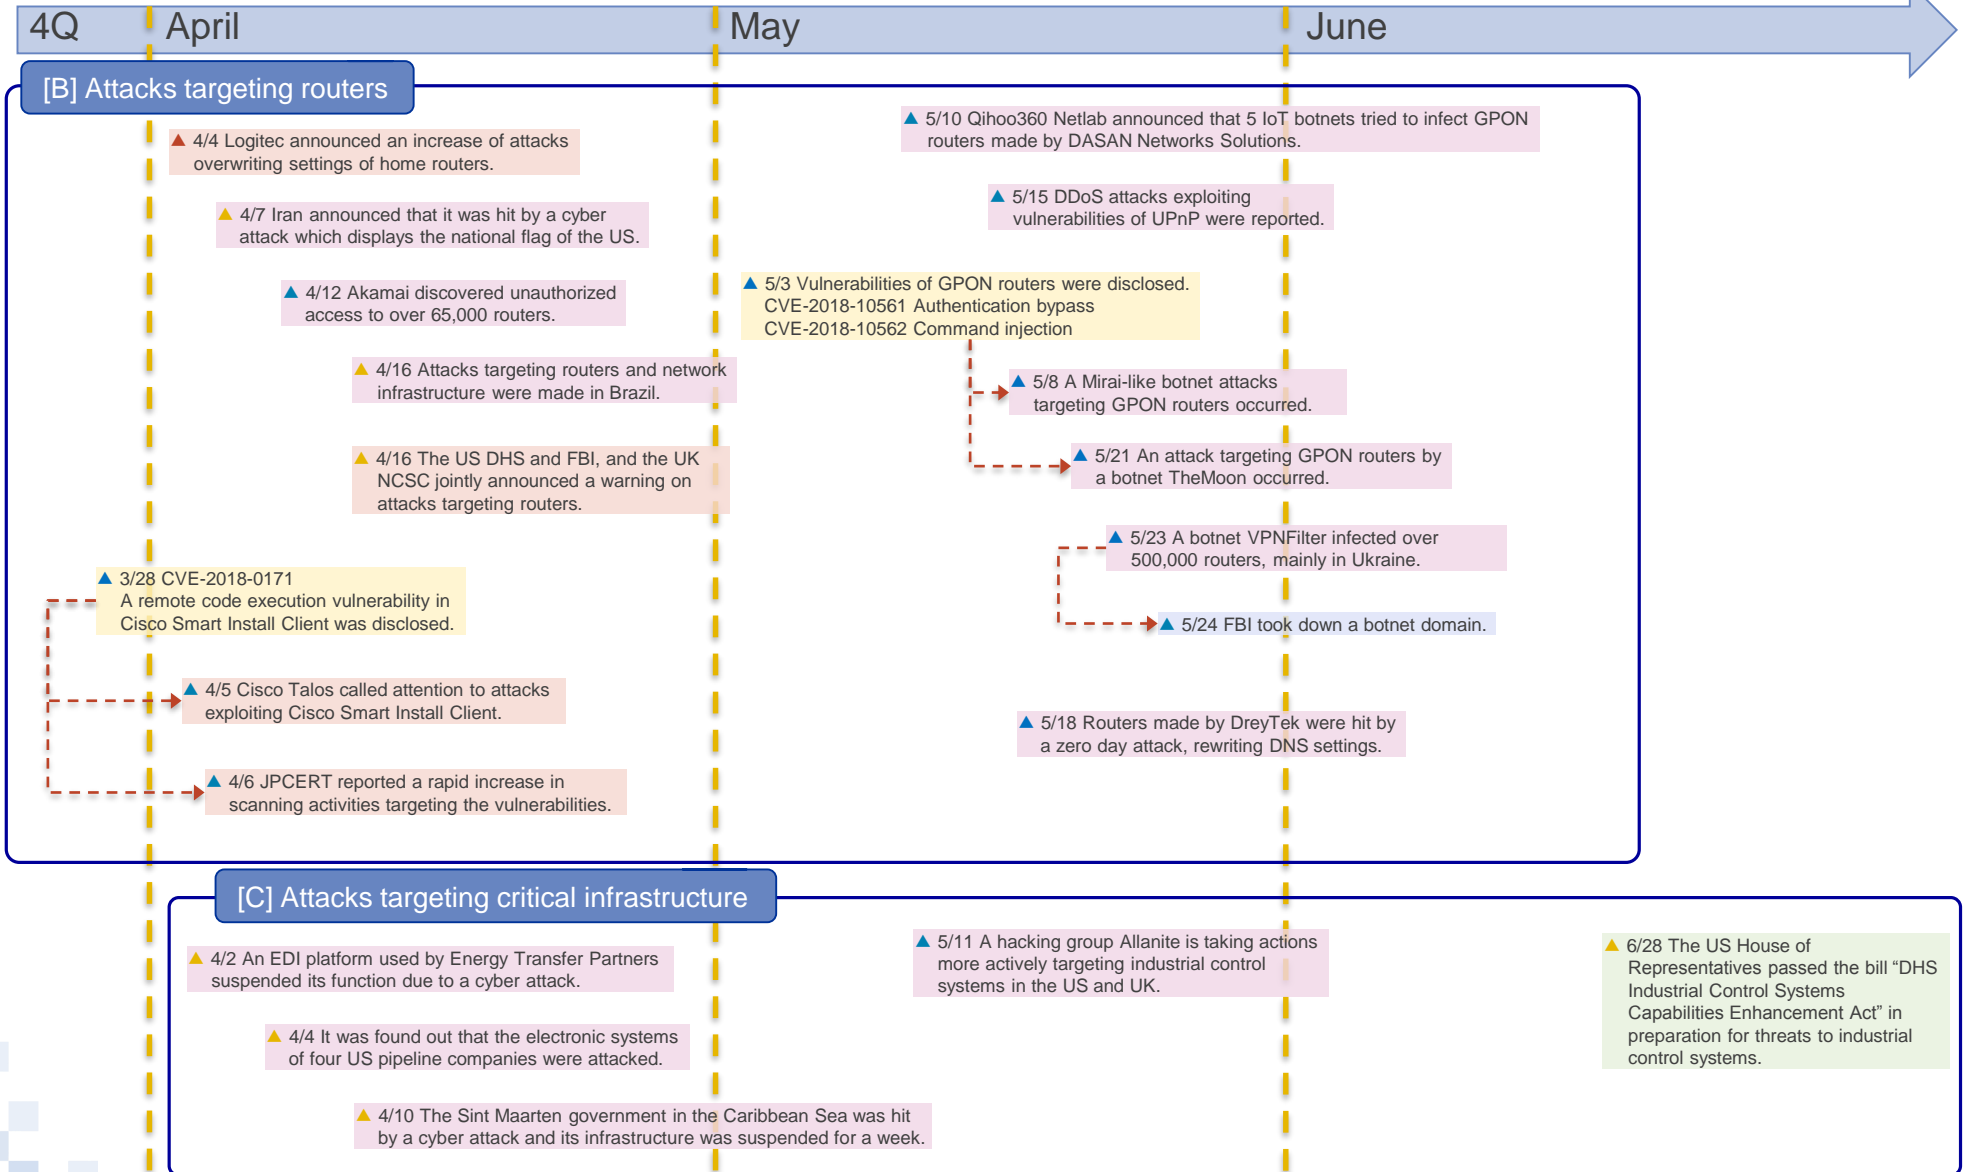 4Q
April
May
June
[B] Attacks targeting routers
▲ 4/4 Logitec announced an increase of attacks
overwriting settings of home routers.
▲ 4/7 Iran announced that it was hit by a cyber
attack which displays the national flag of the US.
▲ 4/12 Akamai discovered unauthorized
access to over 65,000 routers.
▲ 4/16 Attacks targeting routers and network
infrastructure were made in Brazil.
▲ 4/16 The US DHS and FBI, and the UK
NCSC jointly announced a warning on
attacks targeting routers.
▲ 3/28 CVE-2018-0171
A remote code execution vulnerability in
Cisco Smart Install Client was disclosed.
▲ 4/5 Cisco Talos called attention to attacks
exploiting Cisco Smart Install Client.
▲ 4/6 JPCERT reported a rapid increase in
scanning activities targeting the vulnerabilities.
▲ 5/10 Qihoo360 Netlab announced that 5 IoT botnets tried to infect GPON
routers made by DASAN Networks Solutions.
▲ 5/15 DDoS attacks exploiting
vulnerabilities of UPnP were reported.
▲ 5/3 Vulnerabilities of GPON routers were disclosed.
CVE-2018-10561 Authentication bypass
CVE-2018-10562 Command injection
▲ 5/8 A Mirai-like botnet attacks
targeting GPON routers occurred.
▲ 5/21 An attack targeting GPON routers by
a botnet TheMoon occurred.
▲ 5/23 A botnet VPNFilter infected over
500,000 routers, mainly in Ukraine.
▲ 5/24 FBI took down a botnet domain.
▲ 5/18 Routers made by DreyTek were hit by
a zero day attack, rewriting DNS settings.
[C] Attacks targeting critical infrastructure
▲ 4/2 An EDI platform used by Energy Transfer Partners
suspended its function due to a cyber attack.
▲ 4/4 It was found out that the electronic systems
of four US pipeline companies were attacked.
▲ 4/10 The Sint Maarten government in the Caribbean Sea was hit
by a cyber attack and its infrastructure was suspended for a week.
▲ 5/11 A hacking group Allanite is taking actions
more actively targeting industrial control
systems in the US and UK.
▲ 6/28 The US House of
Representatives passed the bill “DHS
Industrial Control Systems
Capabilities Enhancement Act” in
preparation for threats to industrial
control systems.